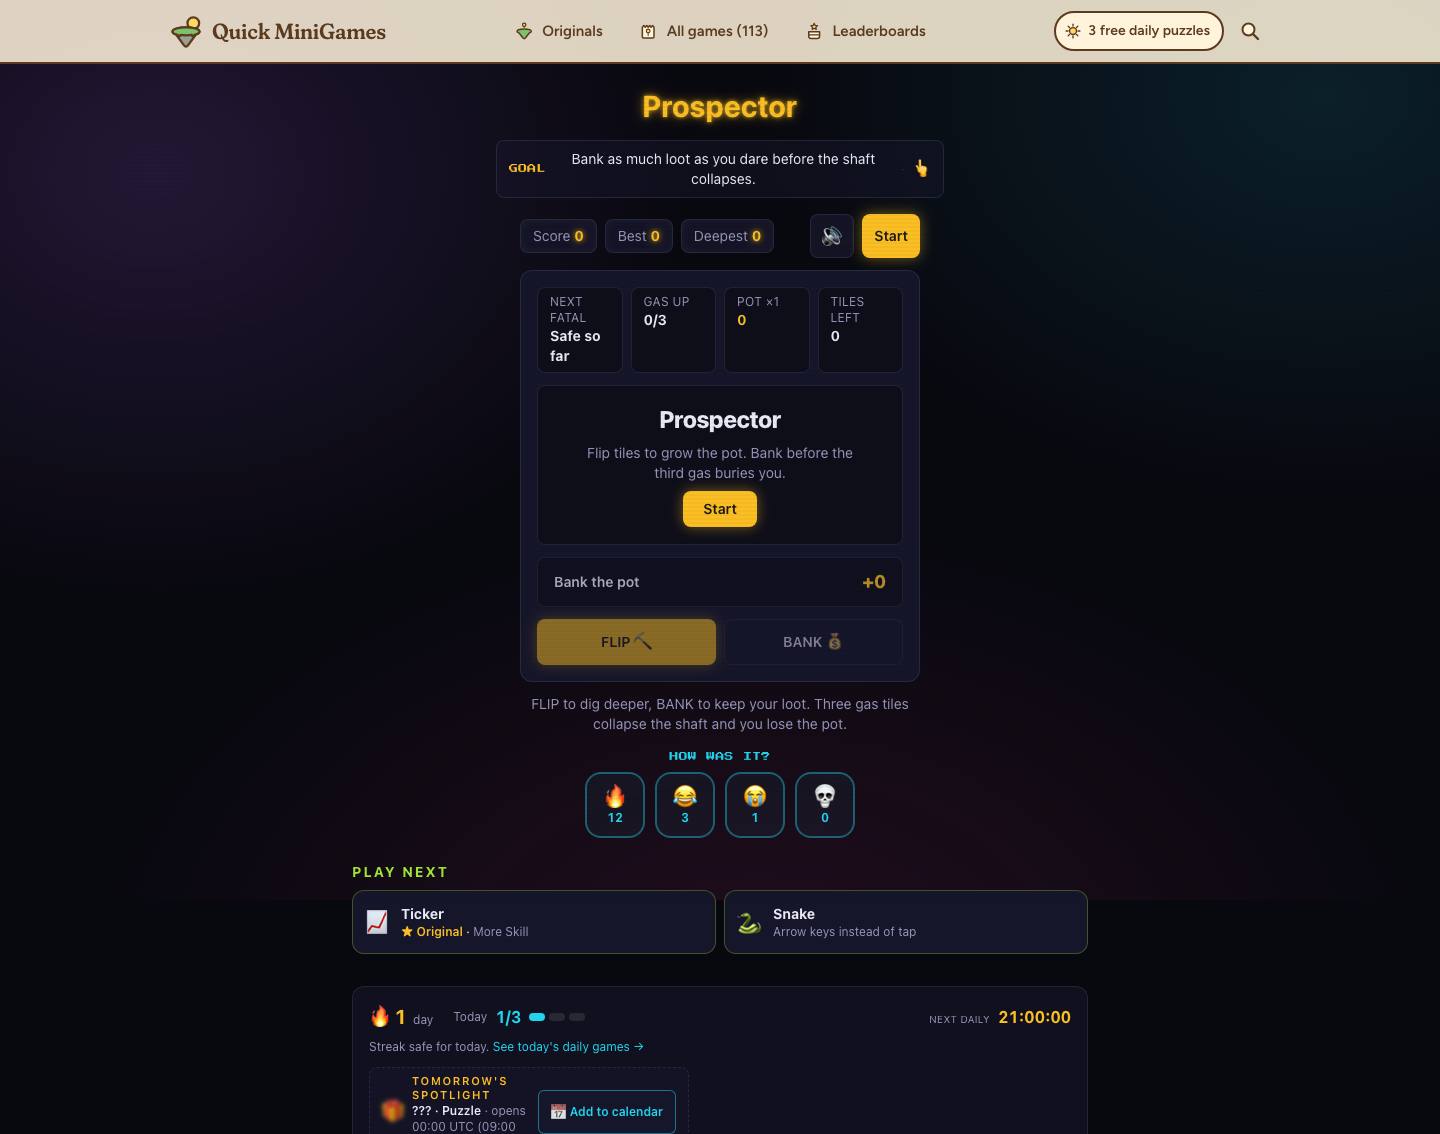 Quick MiniGames
Originals
All games (113)
Leaderboards
3 free daily puzzles
Prospector
GOAL
Bank as much loot as you dare before the shaft
collapses.
Score 0
Best 0
Deepest 0
Start
NEXT
FATAL
Safe so
far
GAS UP
0/3
POT ×1
0
TILES
LEFT
0
Prospector
Flip tiles to grow the pot. Bank before the
third gas buries you.
Start
Bank the pot
+0
FLIP
BANK
FLIP to dig deeper, BANK to keep your loot. Three gas tiles
collapse the shaft and you lose the pot.
HOW WAS IT?
12
3
1
0
PLAY NEXT
Ticker
Original · More Skill
Snake
Arrow keys instead of tap
1 day
Today 1/3
NEXT DAILY 21:00:00
Streak safe for today. See today's daily games →
TOMORROW'S
SPOTLIGHT
??? · Puzzle · opens
00:00 UTC (09:00
Add to calendar